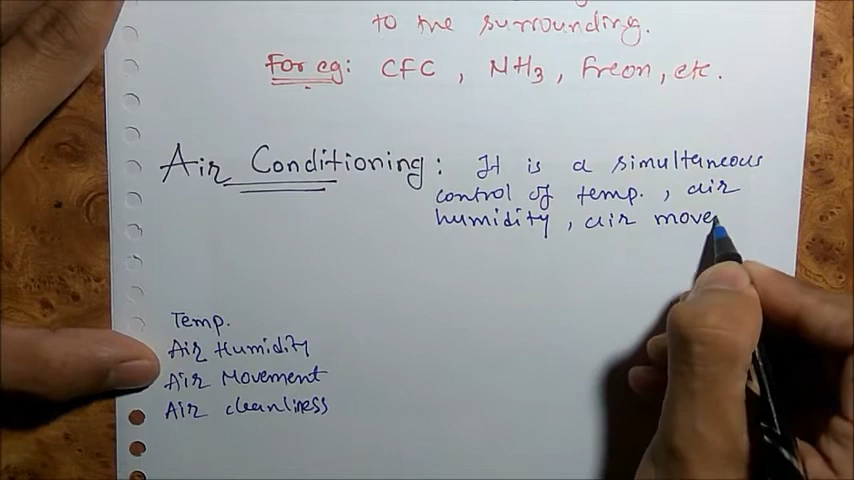 to the surrounding.
For eg: CFC, NH3, Freon, etc.
Air Conditioning: It is a simultaneous
control of temp., air
humidity, air move
Temp.
Air Humidity
Air Movement
Air cleanliness